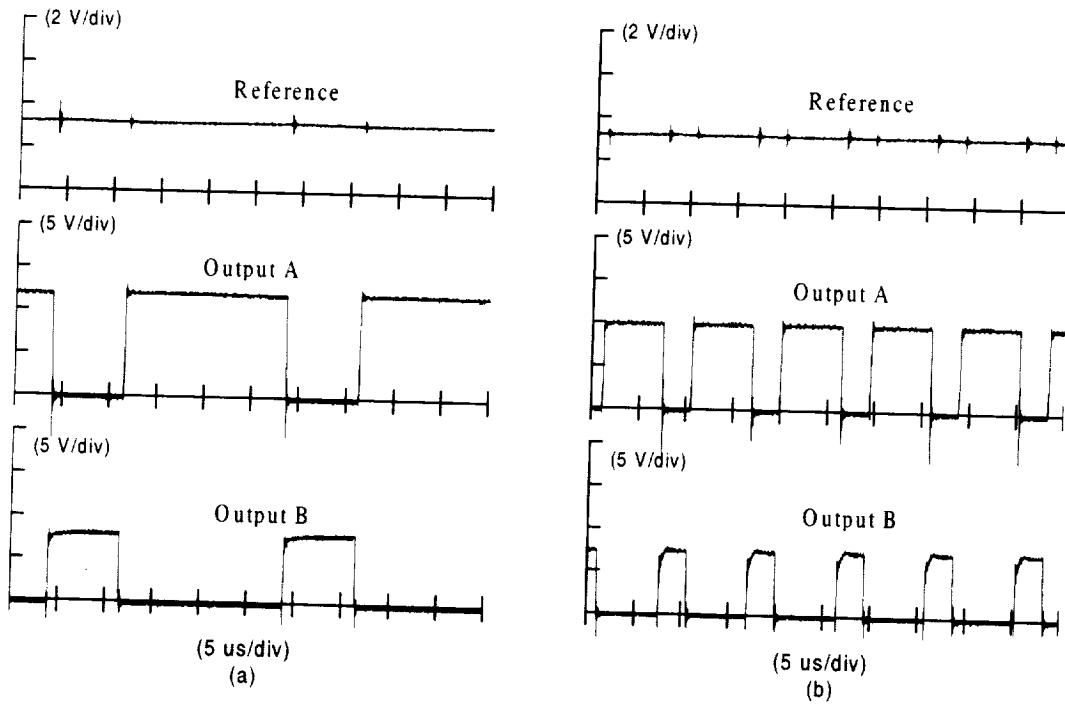 (2 V/div)
Reference
(5 V/div)
Output A
(5 V/div)
Output B
(5 us/div)
(a)
(2 V/div)
Reference
(5 V/div)
Output A
(5 V/div)
Output B
(5 us/div)
(b)